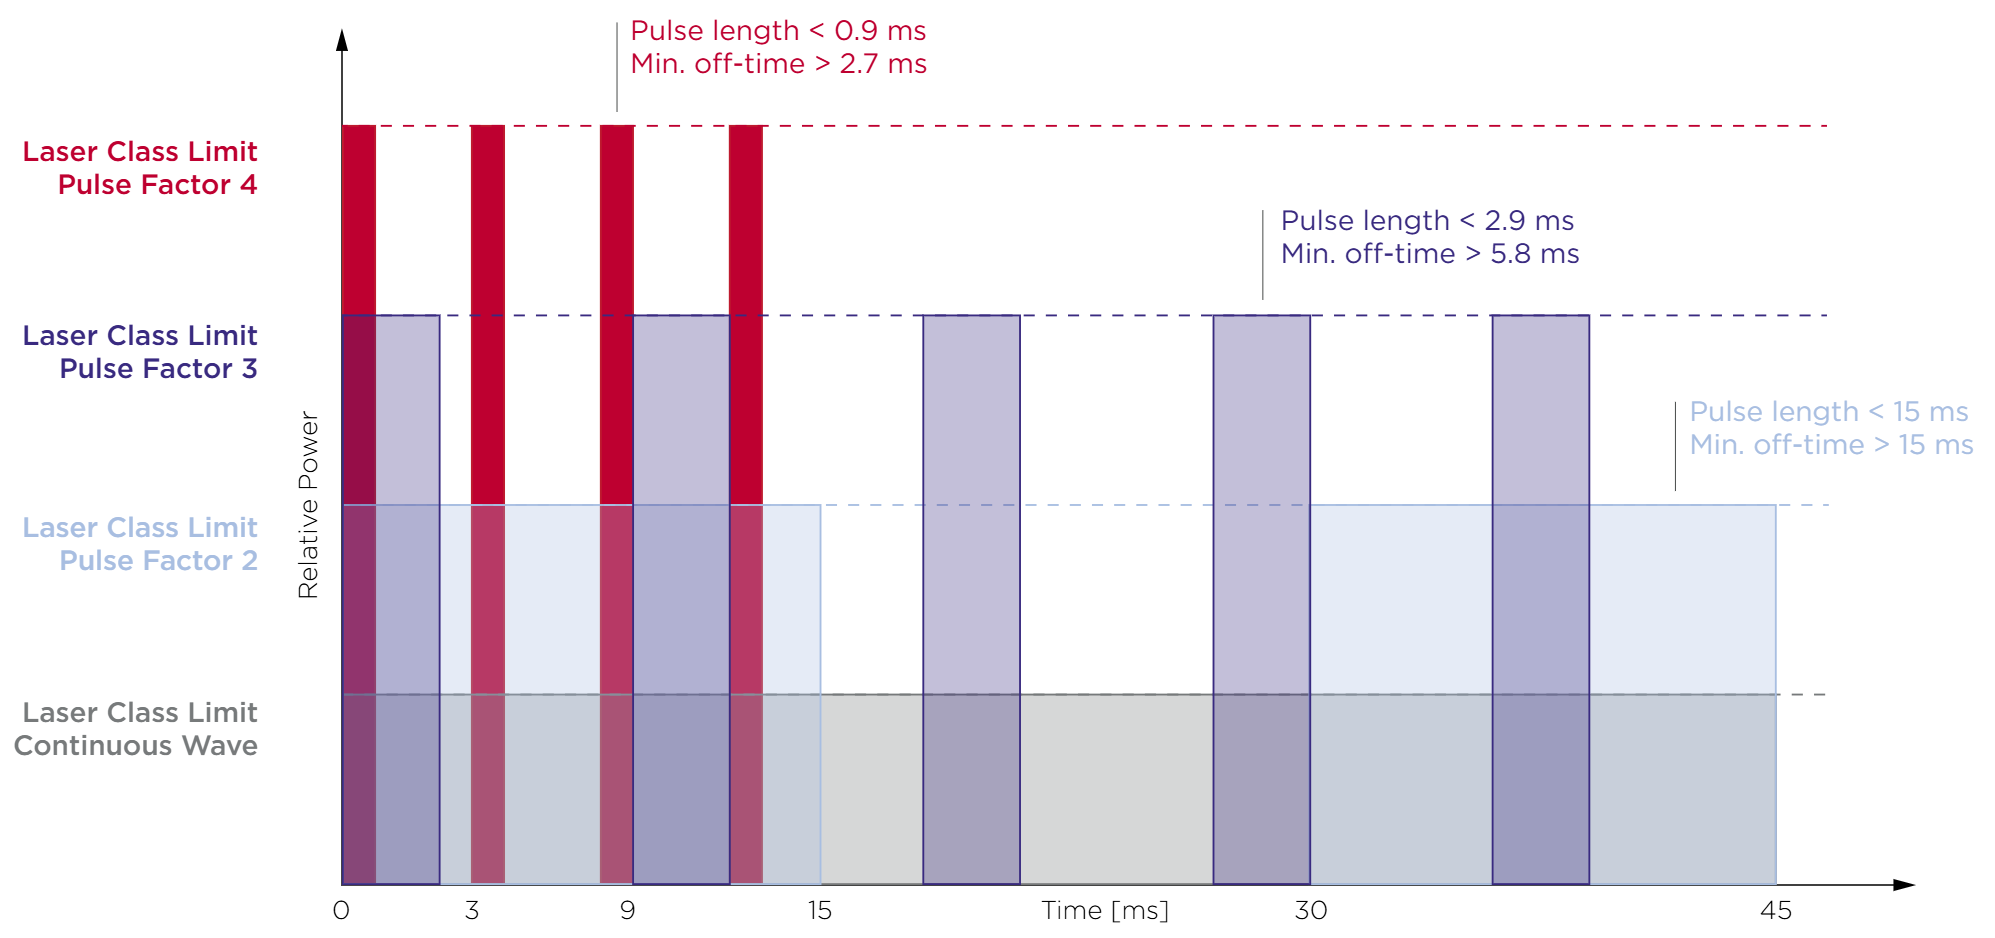 Pulse length < 0.9 ms
Min. off-time > 2.7 ms
Laser Class Limit
Pulse Factor 4
Pulse length < 2.9 ms
Min. off-time > 5.8 ms
Laser Class Limit
Pulse Factor 3
Pulse length < 15 ms
Min. off-time > 15 ms
Relative Power
Laser Class Limit
Pulse Factor 2
Laser Class Limit
Continuous Wave
0 3 9 15 Time [ms] 30 45